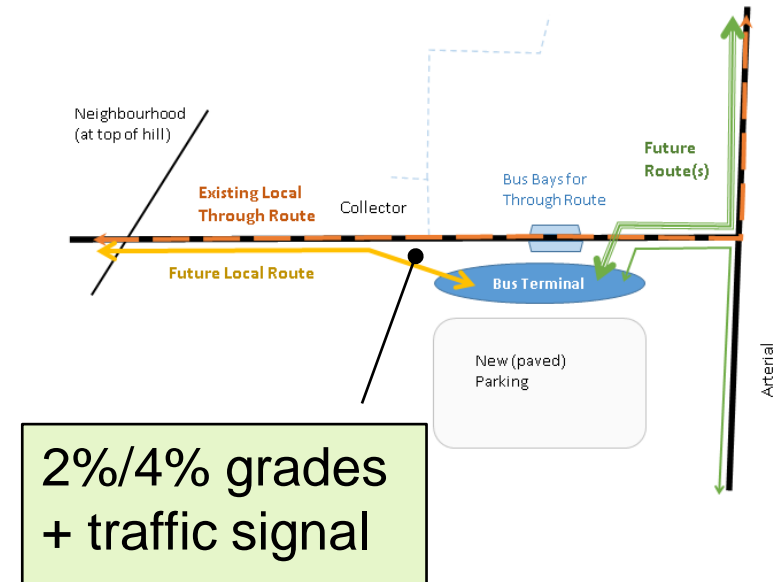 Neighbourhood
(at top of hill)
Existing Local
Through Route
Collector
Bus Bays for
Through Route
Future
Route(s)
Future Local Route
Bus Terminal
New (paved)
Parking
Arterial
2%/4% grades
+ traffic signal